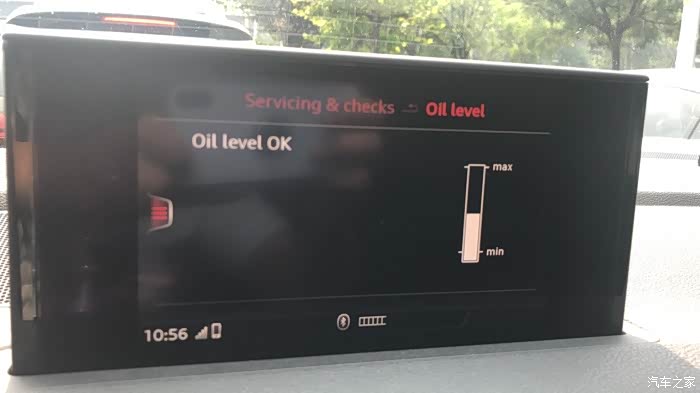 Servicing & checks Oil level
Oil level OK
max
min
10:56
汽车之家